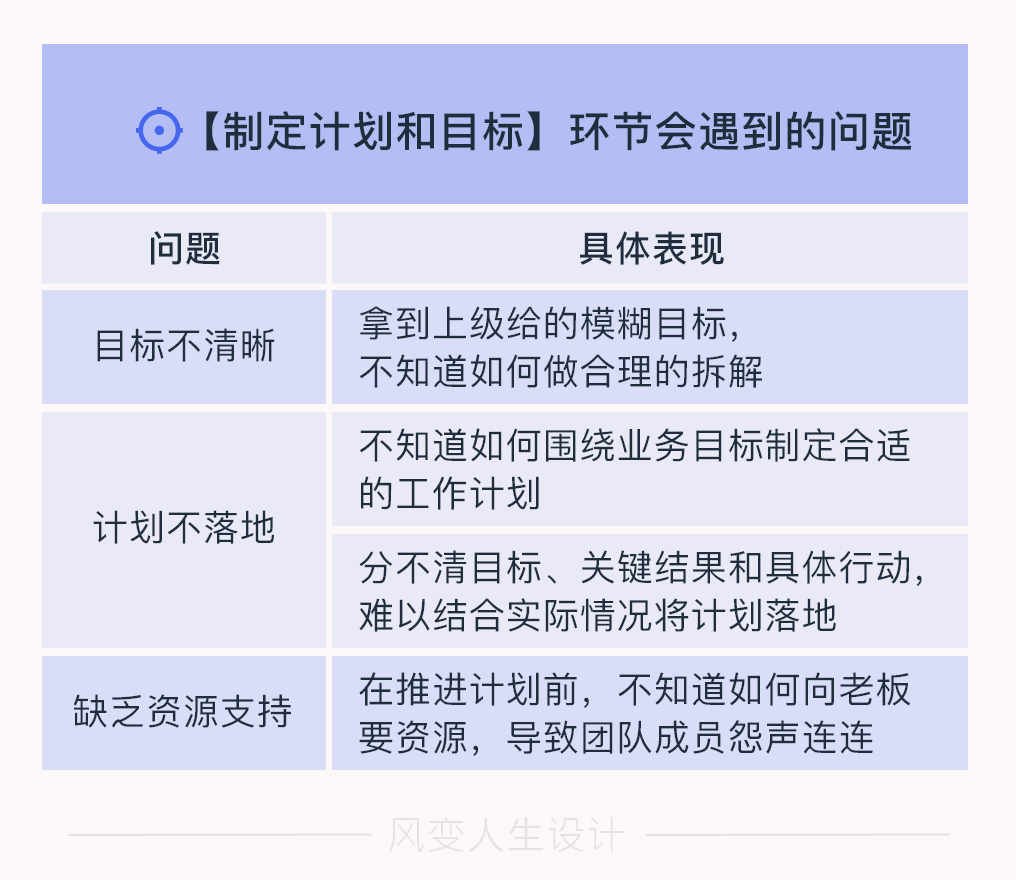 【制定计划和目标】环节会遇到的问题
问题
具体表现
目标不清晰
拿到上级给的模糊目标，
不知道如何做合理的拆解
计划不落地
不知道如何围绕业务目标制定合适
的工作计划
分不清目标、关键结果和具体行动，
难以结合实际情况将计划落地
缺乏资源支持
在推进计划前，不知道如何向老板
要资源，导致团队成员怨声连连
风变人生设计